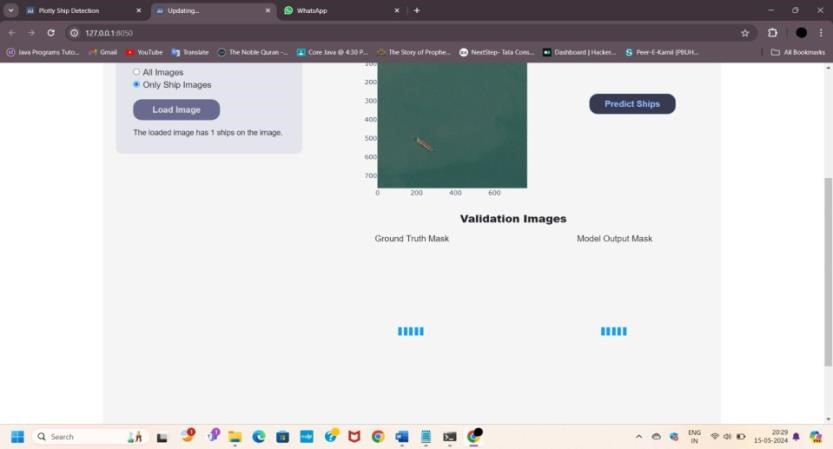 Plotly Ship Detection
Updating...
WhatsApp
127.0.0.1:8050
Java Programs Tuto...
Gmail
YouTube
Translate
The Noble Quran -...
Core Java @ 4:30 P...
The Story of Prophe...
NextStep- Tata Cons...
Dashboard | Hacker...
Peer-E-Kamil (PBUH...
All Bookmarks
All Images
Only Ship Images
Load Image
The loaded image has 1 ships on the image.
100
200
300
400
500
600
700
0 200 400 600
Predict Ships
Validation Images
Ground Truth Mask
Model Output Mask
Search
ENG
IN
20:29
15-05-2024